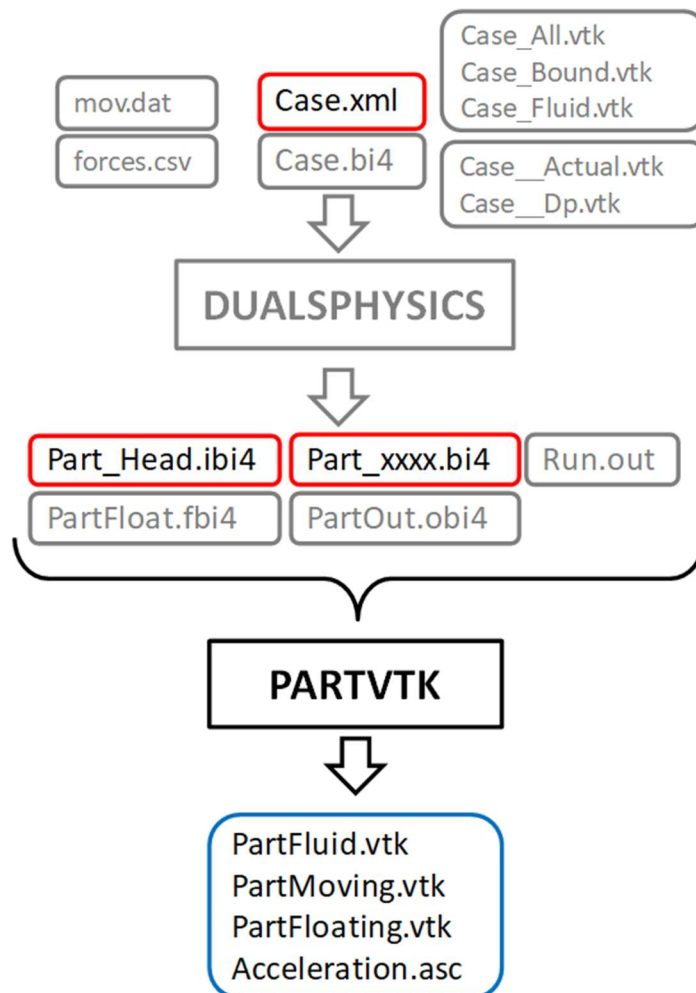 mov.dat
forces.csv
Case.xml
Case.bi4
Case_All.vtk
Case_Bound.vtk
Case_Fluid.vtk
Case__Actual.vtk
Case__Dp.vtk
DUALSPHYSICS
Part_Head.ibi4
Part_xxxx.bi4
Run.out
PartFloat.fbi4
PartOut.obi4
PARTVTK
PartFluid.vtk
PartMoving.vtk
PartFloating.vtk
Acceleration.asc